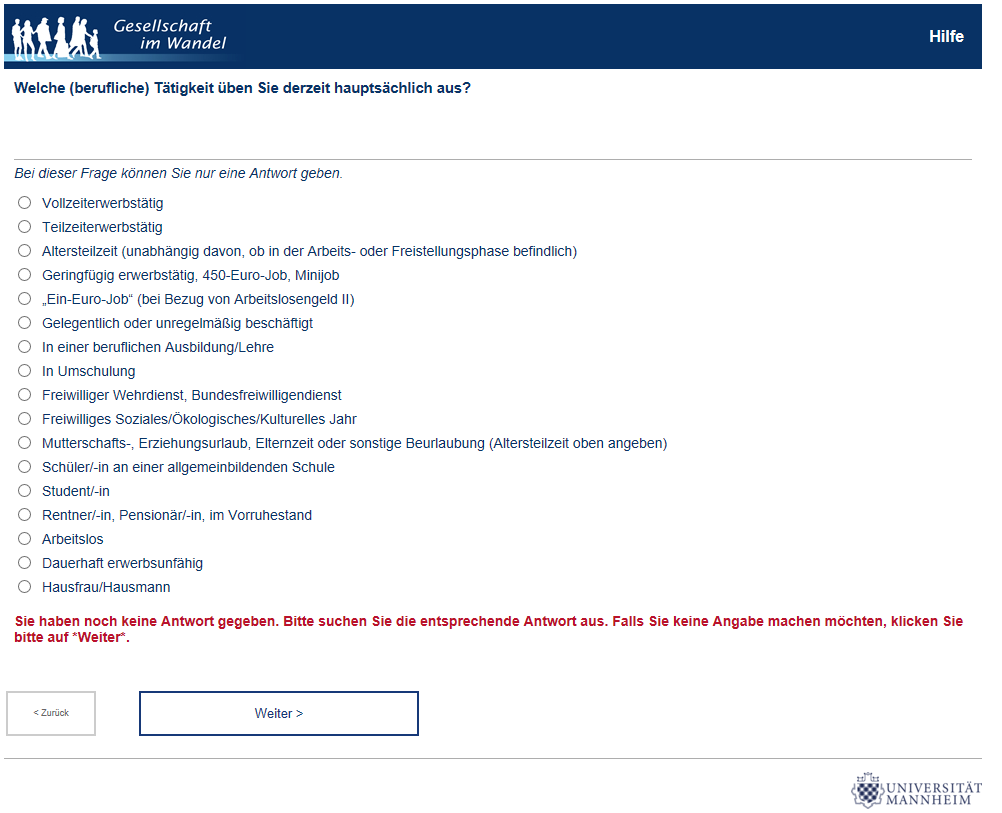 Gesellschaft
im Wandel
Hilfe
Welche (berufliche) Tätigkeit üben Sie derzeit hauptsächlich aus?
Bei dieser Frage können Sie nur eine Antwort geben.
Vollzeiterwerbstätig
Teilzeiterwerbstätig
Altersteilzeit (unabhängig davon, ob in der Arbeits- oder Freistellungsphase befindlich)
Geringfügig erwerbstätig, 450-Euro-Job, Minijob
„Ein-Euro-Job“ (bei Bezug von Arbeitslosengeld II)
Gelegentlich oder unregelmäßig beschäftigt
In einer beruflichen Ausbildung/Lehre
In Umschulung
Freiwilliger Wehrdienst, Bundesfreiwilligendienst
Freiwilliges Soziales/Ökologisches/Kulturelles Jahr
Mutterschafts-, Erziehungsurlaub, Elternzeit oder sonstige Beurlaubung (Altersteilzeit oben angeben)
Schüler/-in an einer allgemeinbildenden Schule
Student/-in
Rentner/-in, Pensionär/-in, im Vorruhestand
Arbeitslos
Dauerhaft erwerbsunfähig
Hausfrau/Hausmann
Sie haben noch keine Antwort gegeben. Bitte suchen Sie die entsprechende Antwort aus. Falls Sie keine Angabe machen möchten, klicken Sie
bitte auf *Weiter*.
< Zurück
Weiter >
UNIVERSITÄT
MANNHEIM